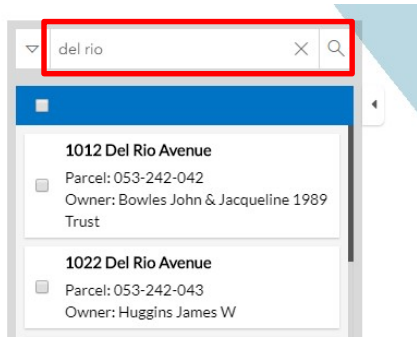 del rio
1012 Del Rio Avenue
Parcel: 053-242-042
Owner: Bowles John & Jacqueline 1989
Trust
1022 Del Rio Avenue
Parcel: 053-242-043
Owner: Huggins James W